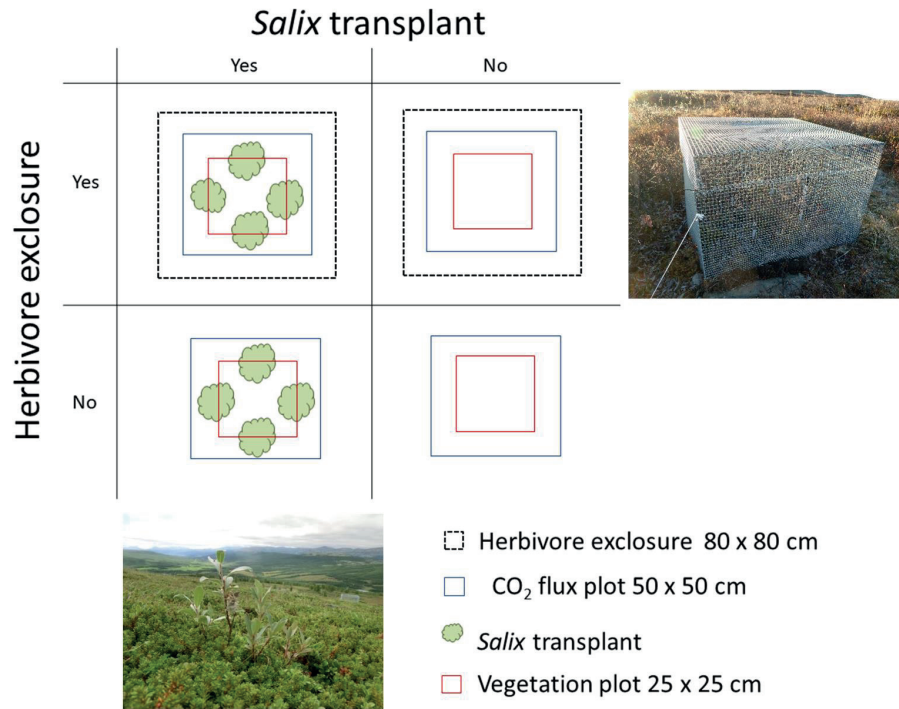 Salix transplant
Yes
No
Herbivore exclosure
Yes
No
Herbivore exclosure 80 x 80 cm
CO₂ flux plot 50 x 50 cm
Salix transplant
Vegetation plot 25 x 25 cm